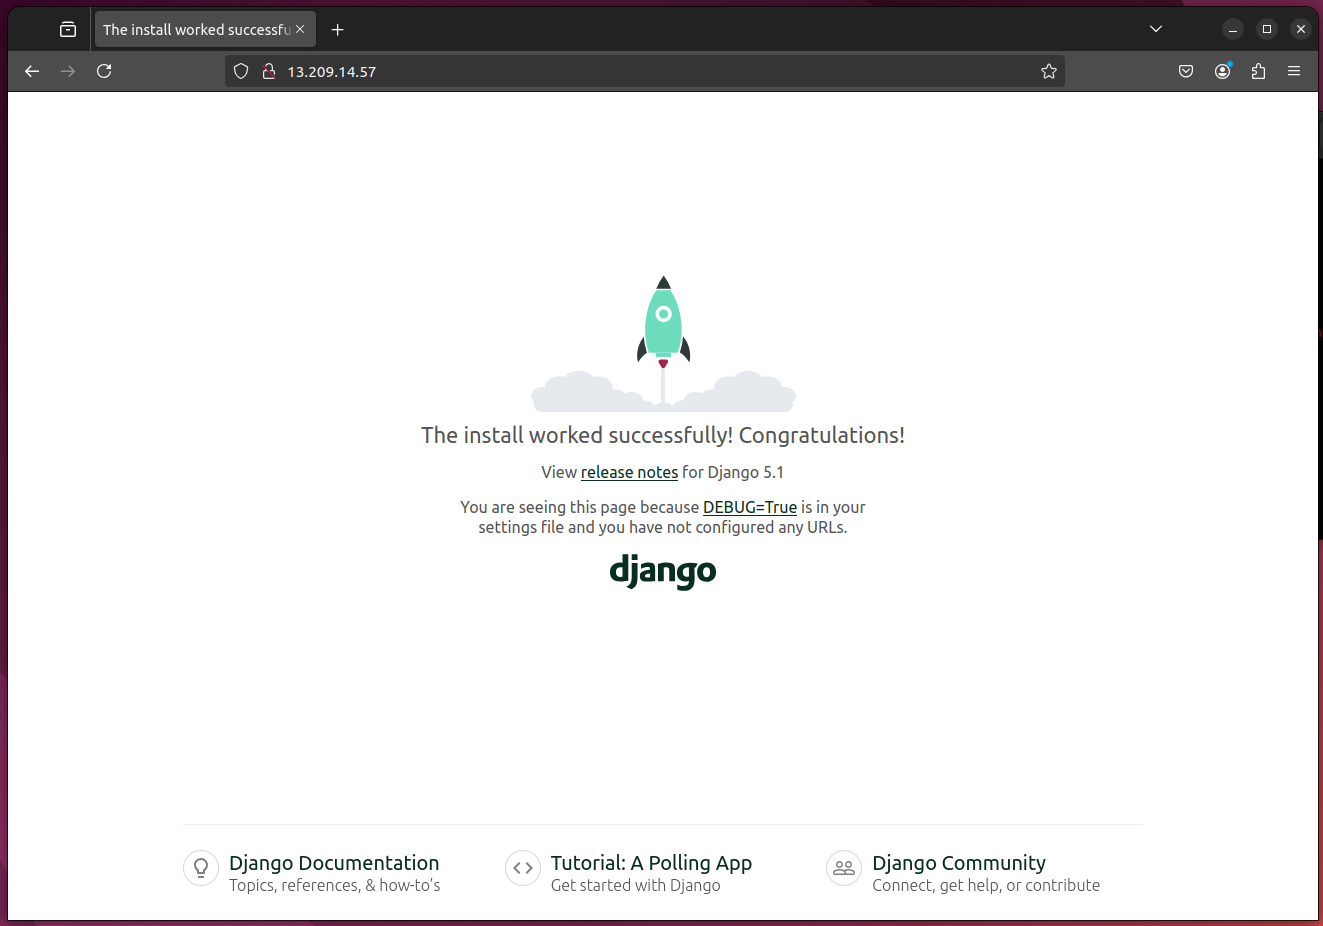 The install worked successfu
13.209.14.57
The install worked successfully! Congratulations!
View release notes for Django 5.1
You are seeing this page because DEBUG=True is in your
settings file and you have not configured any URLs.
django
Django Documentation
Topics, references, & how-to’s
Tutorial: A Polling App
Get started with Django
Django Community
Connect, get help, or contribute